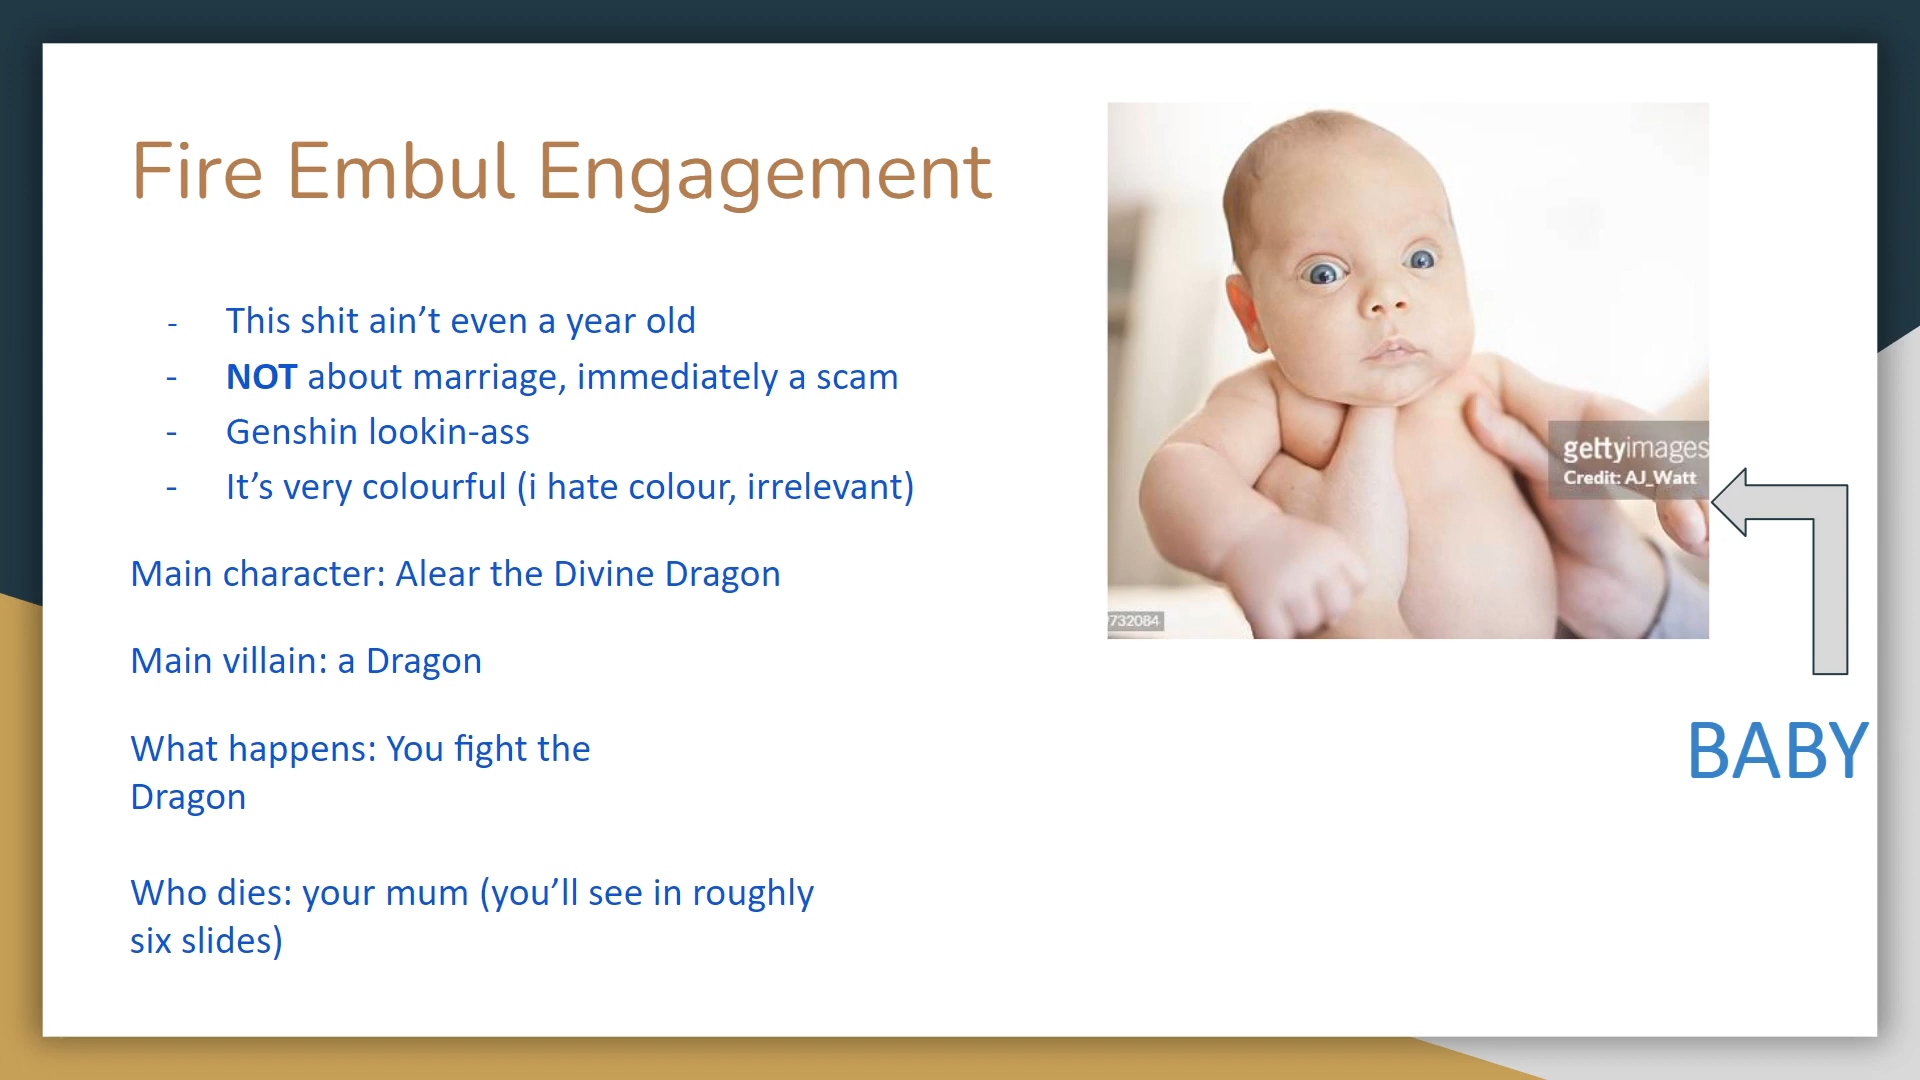 Fire Embul Engagement
- This shit ain’t even a year old
- NOT about marriage, immediately a scam
- Genshin lookin-ass
- It’s very colourful (i hate colour, irrelevant)
Main character: Alear the Divine Dragon
Main villain: a Dragon
What happens: You fight the
Dragon
Who dies: your mum (you’ll see in roughly
six slides)
gettyimages
Credit: AJ_Watt
732084
BABY